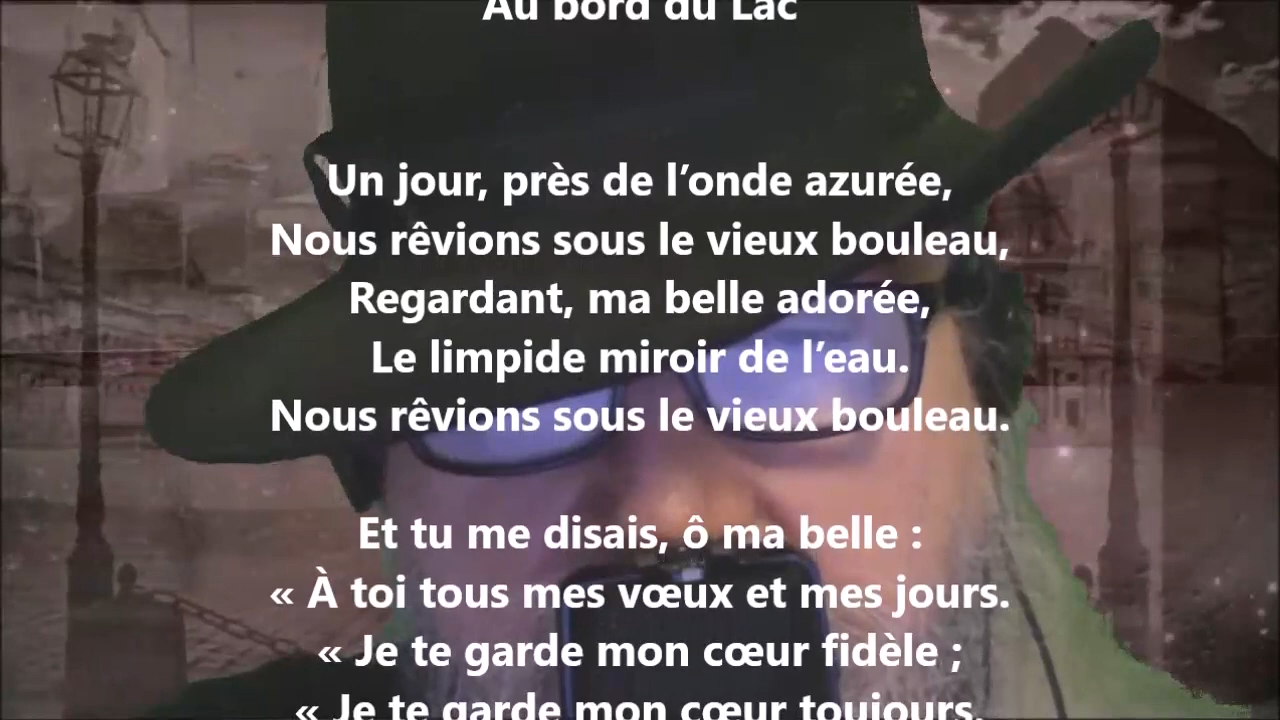 Au bord du Lac
Un jour, près de l’onde azurée,
Nous rêvions sous le vieux bouleau,
Regardant, ma belle adorée,
Le limpide miroir de l’eau.
Nous rêvions sous le vieux bouleau.
Et tu me disais, ô ma belle :
« À toi tous mes vœux et mes jours.
« Je te garde mon cœur fidèle ;
« Je te garde mon cœur toujours.